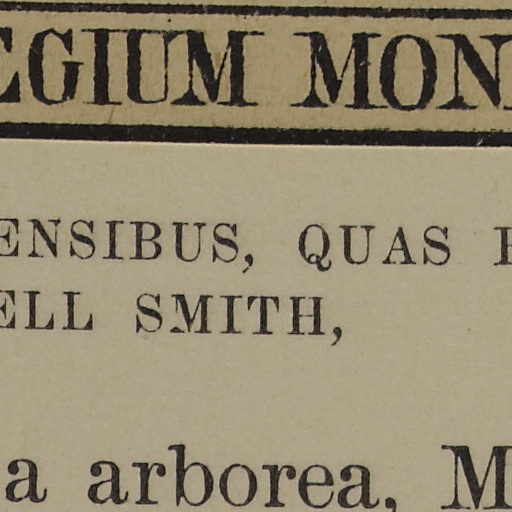 EGIUM MON
ENSIBUS, QUAS
ELL SMITH,
a arborea, M